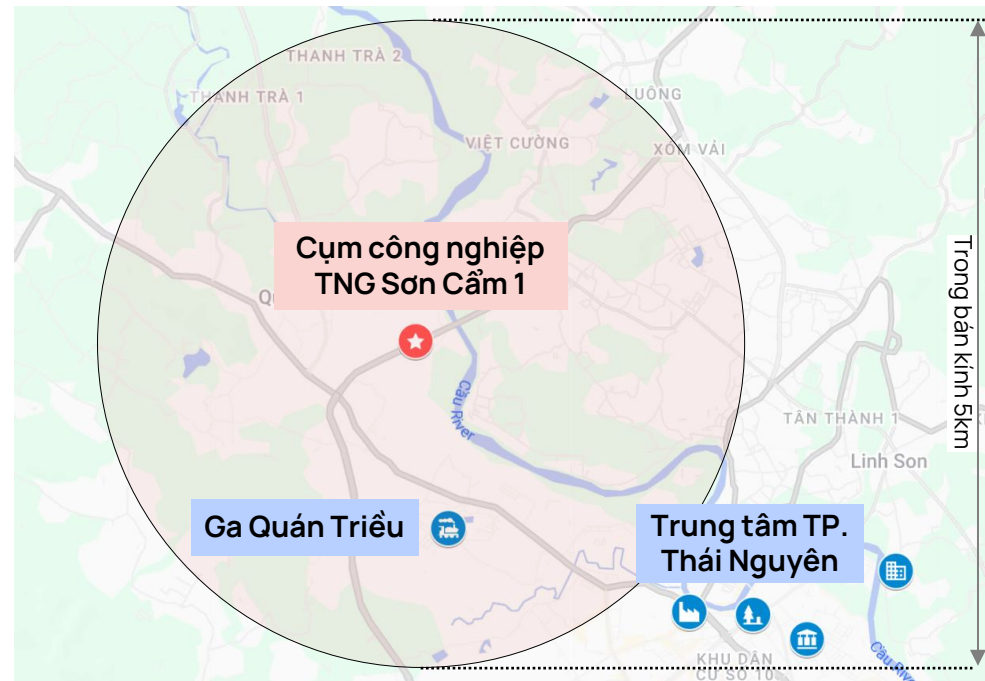 THANH TRÀ 2
THANH TRÀ 1
LUÔNG
VIỆT CƯỜNG
XÓM VẢI
Cụm công nghiệp
TNG Sơn Cẩm 1
Trong bán kính 5km
Cầu River
TÂN THÀNH 1
Linh Son
Ga Quán Triều
Trung tâm TP.
Thái Nguyên
KHU DÂN
CƯ SỐ 10
Cầu River